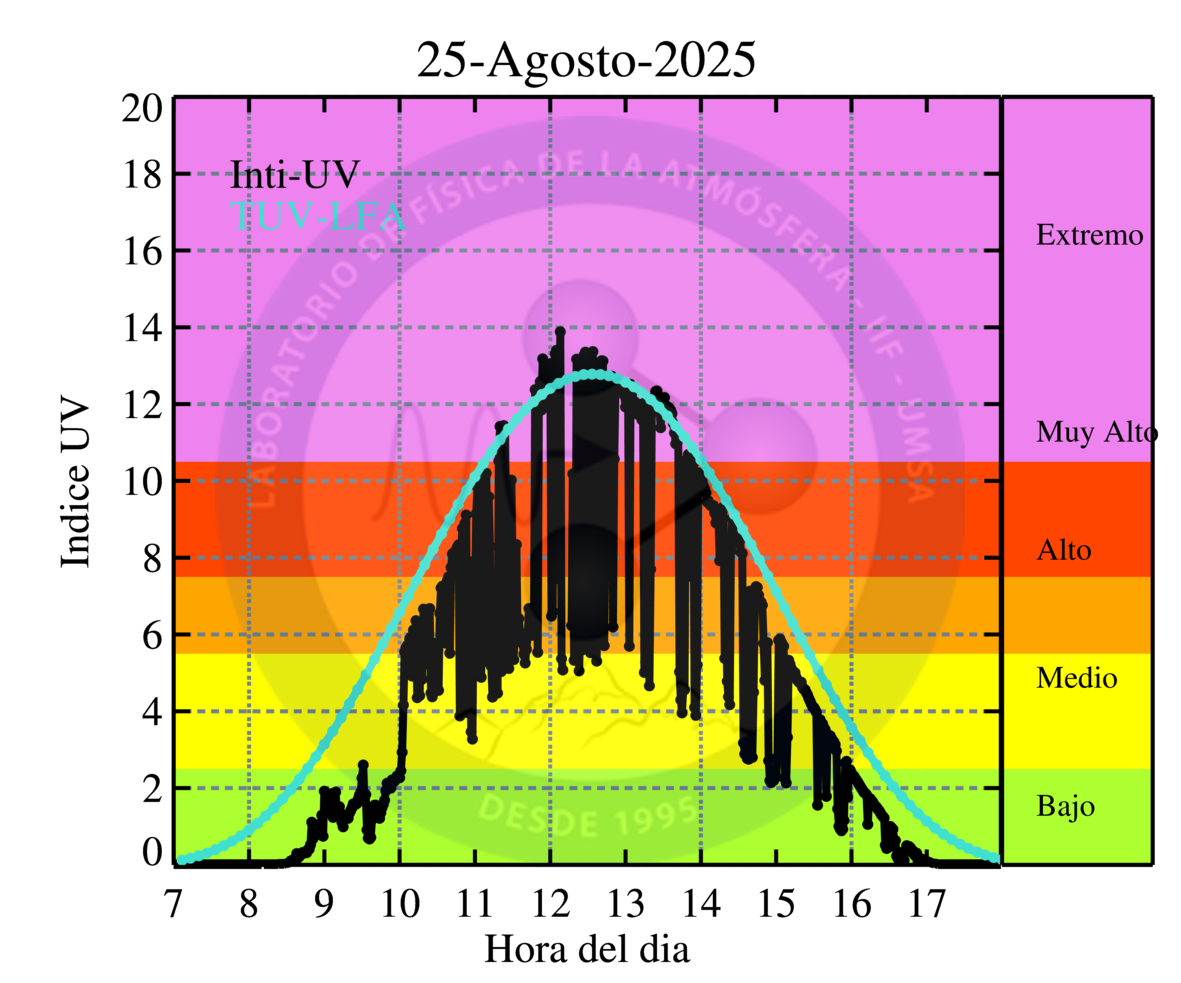 25-Agosto-2025
20
18
16
14
12
10
8
6
4
2
0
Indice UV
Inti-UV
TUV-LFA
LABORATORIO DE FÍSICA DE LA ATMÓSFERA - IIF - UMSA
DESDE 1995
Extremo
Muy Alto
Alto
Medio
Bajo
7 8 9 10 11 12 13 14 15 16 17
Hora del dia